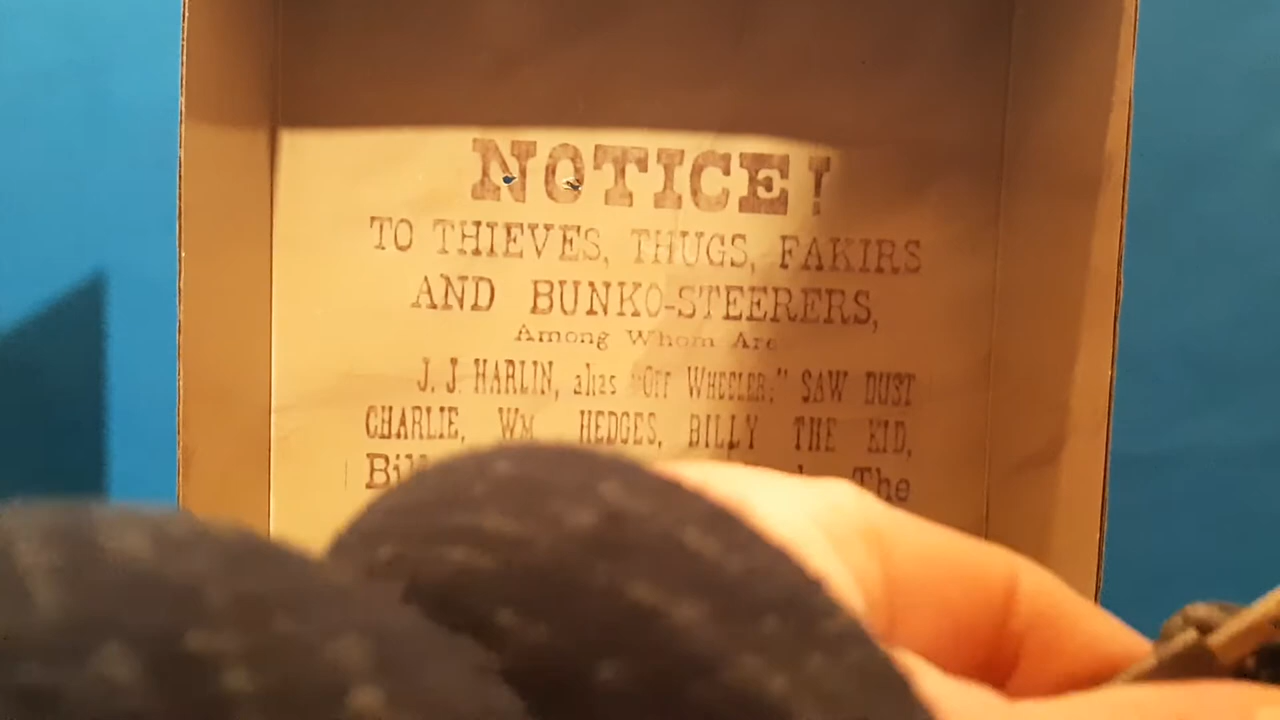 NOTICE!
TO THIEVES, THUGS, FAKIRS
AND BUNKO-STEERERS,
Among Whom Are
J. J. HARLIN, alias "OFF WHEELER;" SAW DUST
CHARLIE, WM HEDGES, BILLY THE KID,
The